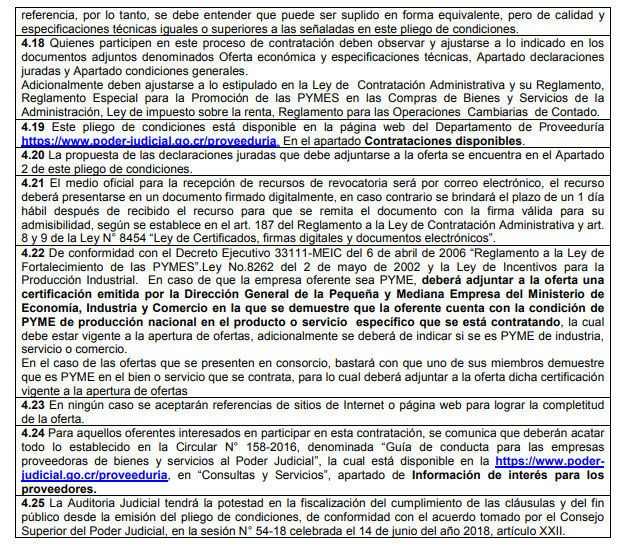 referencia, por lo tanto, se debe entender que puede ser suplido en forma equivalente, pero de calidad y
especificaciones técnicas iguales o superiores a las señaladas en este pliego de condiciones.
4.18 Quienes participen en este proceso de contratación deben observar y ajustarse a lo indicado en los
documentos adjuntos denominados Oferta económica y especificaciones técnicas, Apartado declaraciones
juradas y Apartado condiciones generales.
Adicionalmente deben ajustarse a lo estipulado en la Ley de Contratación Administrativa y su Reglamento,
Reglamento Especial para la Promoción de las PYMES en las Compras de Bienes y Servicios de la
Administración, Ley de impuesto sobre la renta, Reglamento para las Operaciones Cambiarias de Contado.
4.19 Este pliego de condiciones está disponible en la página web del Departamento de Proveeduría
https://www.poder-judicial.go.cr/proveeduria. En el apartado Contrataciones disponibles.
4.20 La propuesta de las declaraciones juradas que debe adjuntarse a la oferta se encuentra en el Apartado
2 de este pliego de condiciones.
4.21 El medio oficial para la recepción de recursos de revocatoria será por correo electrónico, el recurso
deberá presentarse en un documento firmado digitalmente, en caso contrario se brindará el plazo de un 1 día
hábil después de recibido el recurso para que se remita el documento con la firma válida para su
admisibilidad, según se establece en el art. 187 del Reglamento a la Ley de Contratación Administrativa y art.
8 y 9 de la Ley N° 8454 “Ley de Certificados, firmas digitales y documentos electrónicos”.
4.22 De conformidad con el Decreto Ejecutivo 33111-MEIC del 6 de abril de 2006 “Reglamento a la Ley de
Fortalecimiento de las PYMES”.Ley No.8262 del 2 de mayo de 2002 y la Ley de Incentivos para la
Producción Industrial. En caso de que la empresa oferente sea PYME, deberá adjuntar a la oferta una
certificación emitida por la Dirección General de la Pequeña y Mediana Empresa del Ministerio de
Economía, Industria y Comercio en la que se demuestre que la oferente cuenta con la condición de
PYME de producción nacional en el producto o servicio específico que se está contratando, la cual
debe estar vigente a la apertura de ofertas, adicionalmente se deberá de indicar si se es PYME de industria,
servicio o comercio.
En el caso de las ofertas que se presenten en consorcio, bastará con que uno de sus miembros demuestre
que es PYME en el bien o servicio que se contrata, para lo cual deberá adjuntar a la oferta dicha certificación
vigente a la apertura de ofertas
4.23 En ningún caso se aceptarán referencias de sitios de Internet o página web para lograr la completitud
de la oferta.
4.24 Para aquellos oferentes interesados en participar en esta contratación, se comunica que deberán acatar
todo lo establecido en la Circular N° 158-2016, denominada “Guía de conducta para las empresas
proveedoras de bienes y servicios al Poder Judicial”, la cual está disponible en la https://www.poder-
judicial.go.cr/proveeduria, en “Consultas y Servicios”, apartado de Información de interés para los
proveedores.
4.25 La Auditoria Judicial tendrá la potestad en la fiscalización del cumplimiento de las cláusulas y del fin
público desde la emisión del pliego de condiciones, de conformidad con el acuerdo tomado por el Consejo
Superior del Poder Judicial, en la sesión N° 54-18 celebrada el 14 de junio del año 2018, artículo XXII.